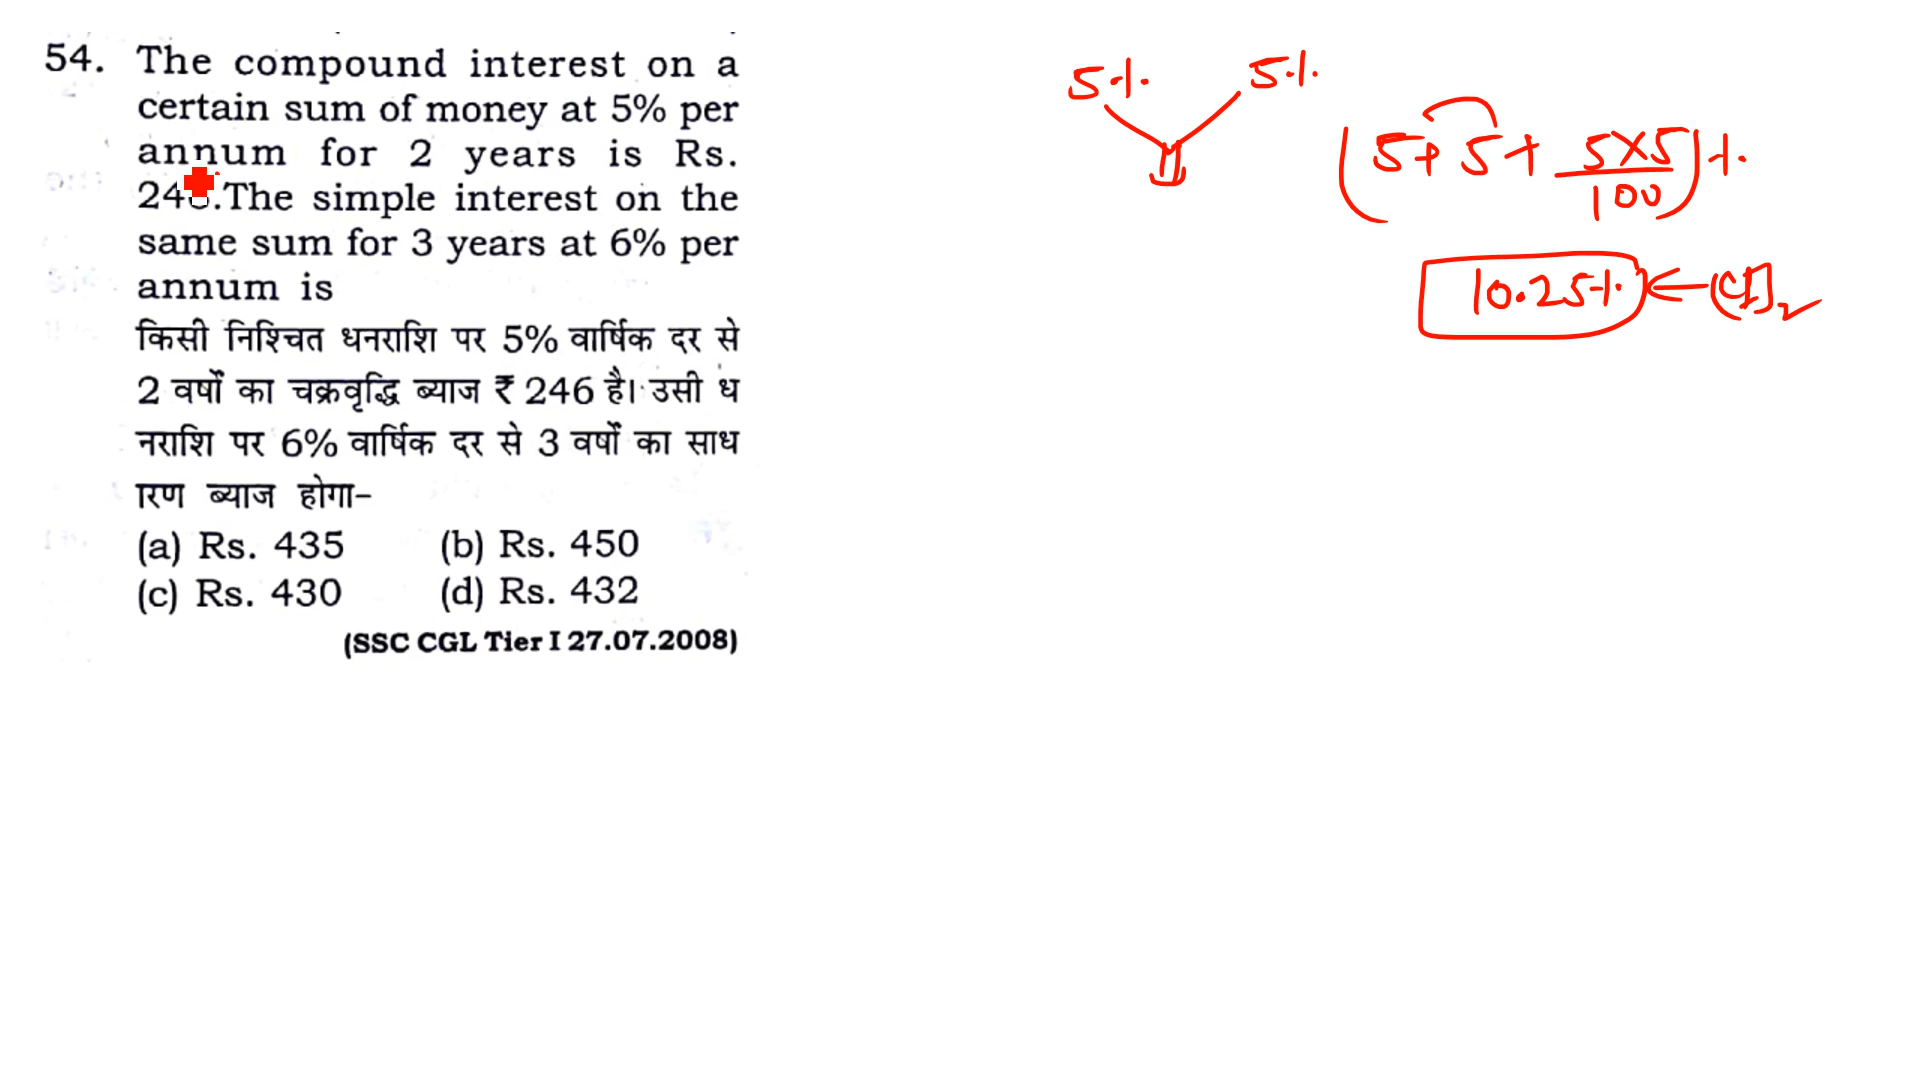 54. The compound interest on a
certain sum of money at 5% per
annum for 2 years is Rs.
246.The simple interest on the
same sum for 3 years at 6% per
annum is
किसी निश्चित धनराशि पर 5% वार्षिक दर से
2 वर्षों का चक्रवृद्धि ब्याज ₹ 246 है। उसी ध
नराशि पर 6% वार्षिक दर से 3 वर्षों का साध
ारण ब्याज होगा-
(a) Rs. 435 (b) Rs. 450
(c) Rs. 430 (d) Rs. 432
(SSC CGL Tier I 27.07.2008)
5% 5%
(5+5+ 5×5/100)%
10.25% ← (CI)2